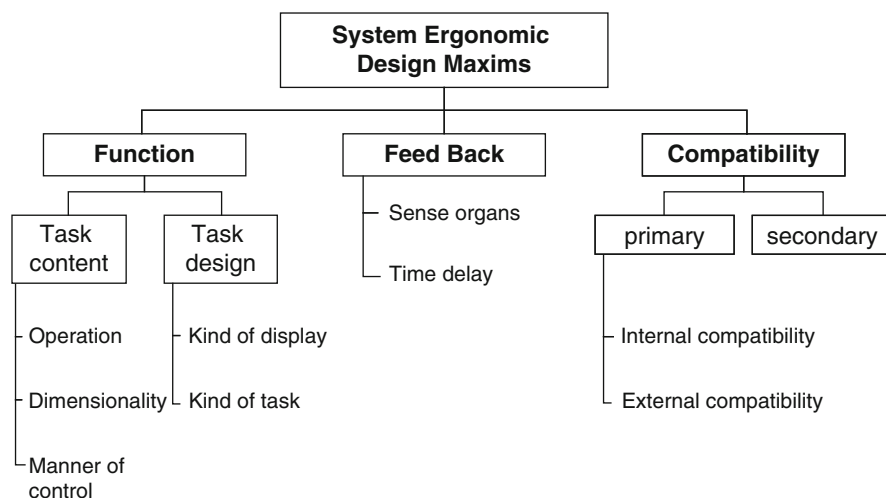 System Ergonomic
Design Maxims
Function
Feed Back
Compatibility
Task
content
Task
design
Sense organs
primary
secondary
Time delay
Operation
Kind of display
Internal compatibility
Dimensionality
Kind of task
External compatibility
Manner of
control